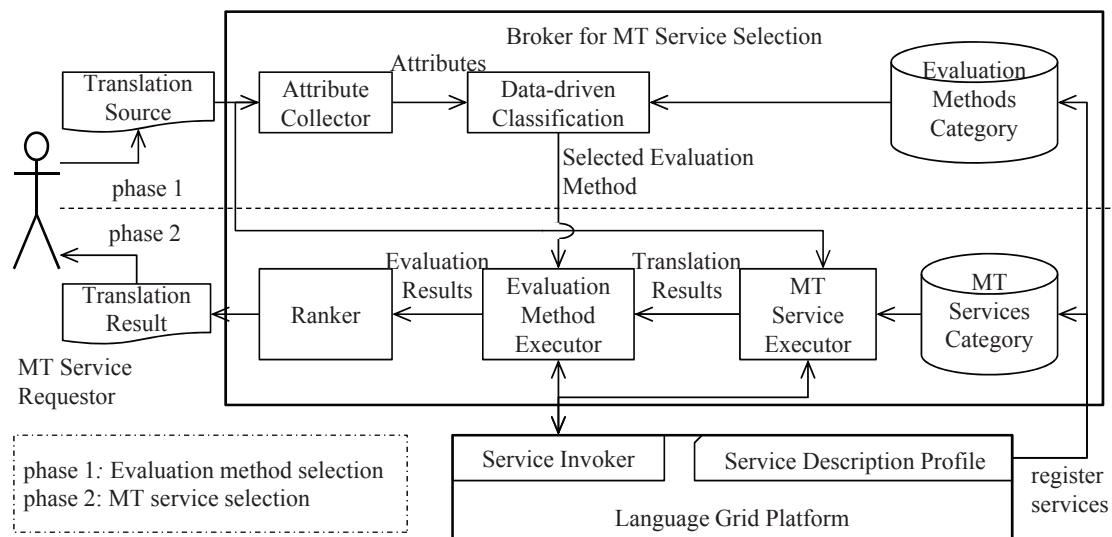 Broker for MT Service Selection
Translation
Source
Attributes
Attribute
Collector
Data-driven
Classification
Evaluation
Methods
Category
Selected Evaluation
Method
phase 1
phase 2
Translation
Result
Ranker
Evaluation
Results
Evaluation
Method
Executor
Translation
Results
MT
Service
Executor
MT
Services
Category
MT Service
Requestor
phase 1: Evaluation method selection
phase 2: MT service selection
Service Invoker
Service Description Profile
Language Grid Platform
register
services